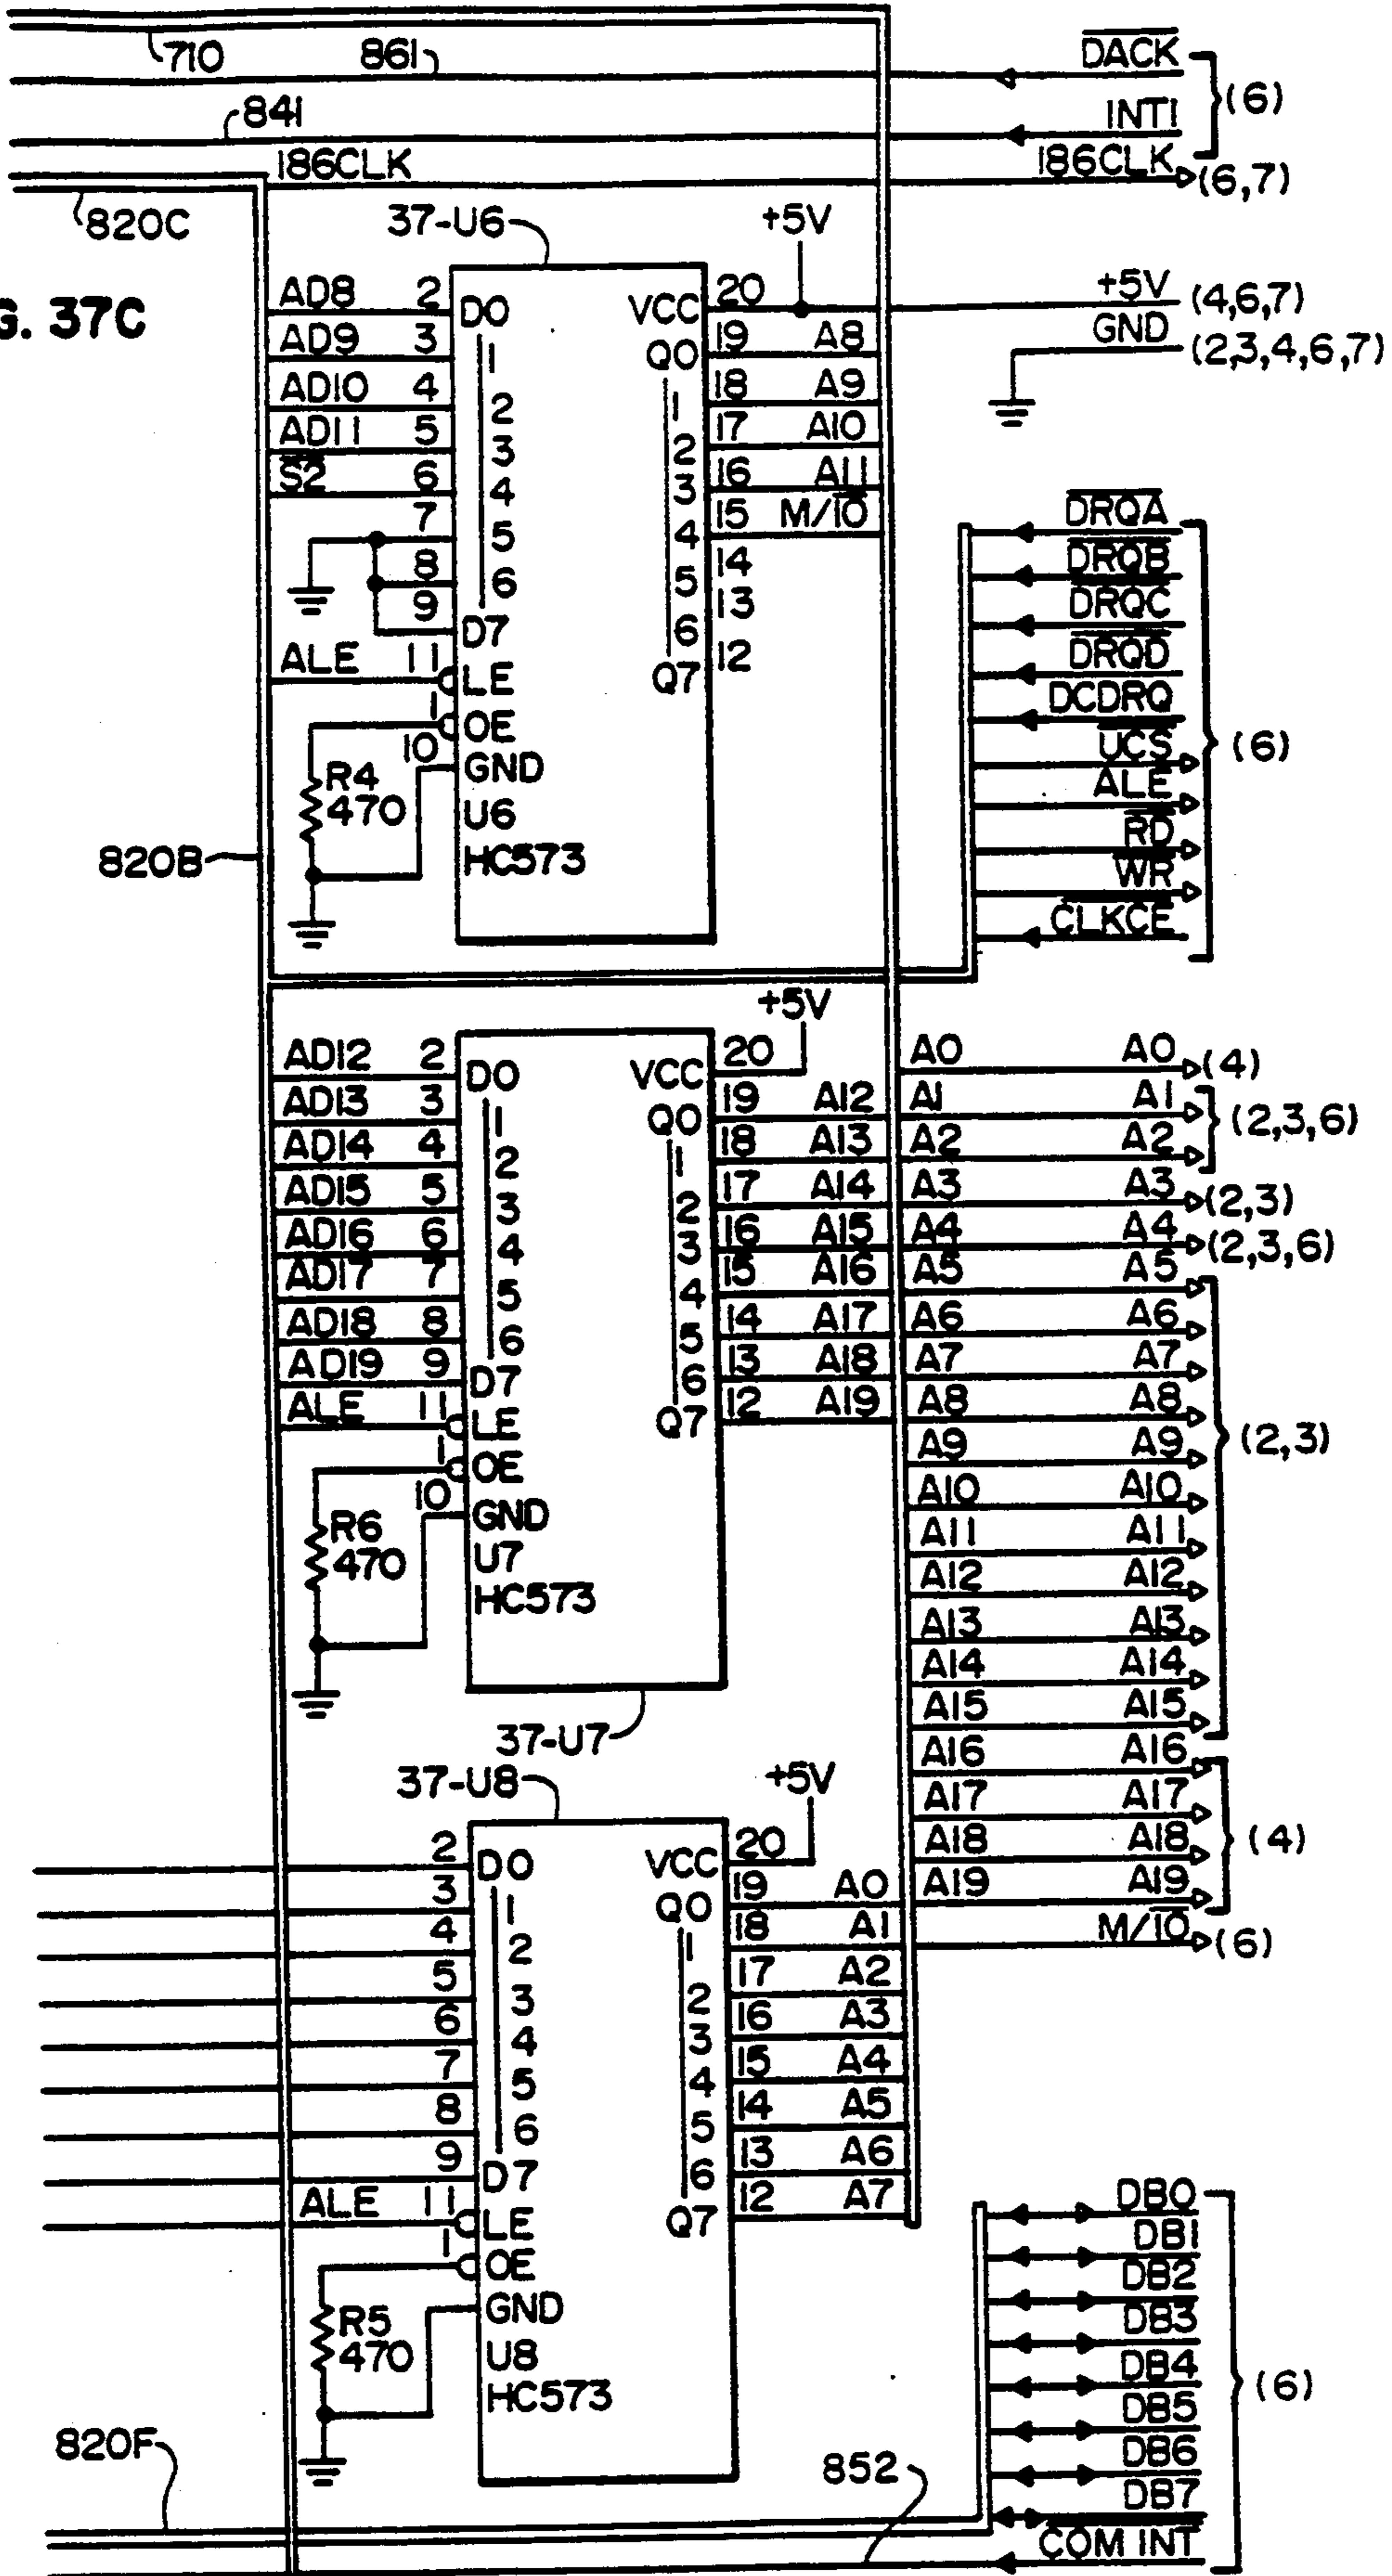 710
861
DACK
(6)
841
INT1
186CLK
186CLK
(6,7)
820C
37-U6
+5V
G. 37C
AD8 2 D0 VCC 20 +5V (4,6,7)
AD9 3 1 Q0 19 A8 GND (2,3,4,6,7)
AD10 4 2 1 18 A9
AD11 5 3 2 17 A10
S2 6 4 3 16 A11
7 5 4 15 M/IO
8 6 5 14
9 D7 6 13
ALE 11 LE Q7 12
1 OE
10 GND
R4
470
U6
HC573
820B
DRQA
DRQB
DRQC
DRQD
DCDRQ
UCS
ALE
RD
WR
CLKCE
(6)
+5V
AD12 2 D0 VCC 20
AD13 3 1 Q0 19 A12
AD14 4 2 1 18 A13
AD15 5 3 2 17 A14
AD16 6 4 3 16 A15
AD17 7 5 4 15 A16
AD18 8 6 5 14 A17
AD19 9 D7 6 13 A18
ALE 11 LE Q7 12 A19
1 OE
10 GND
R6
470
U7
HC573
37-U7
A0 A0 (4)
A1 A1
A2 A2
(2,3,6)
A3 A3 (2,3)
A4 A4 (2,3,6)
A5 A5
A6 A6
A7 A7
A8 A8
A9 A9
A10 A10
A11 A11
A12 A12
A13 A13
A14 A14
A15 A15
(2,3)
A16 A16
A17 A17
A18 A18
A19 A19
(4)
M/IO (6)
37-U8
+5V
2 D0 VCC 20
3 1 Q0 19 A0
4 2 1 18 A1
5 3 2 17 A2
6 4 3 16 A3
7 5 4 15 A4
8 6 5 14 A5
9 D7 6 13 A6
ALE 11 LE Q7 12 A7
1 OE
GND
R5
470
U8
HC573
820F
852
DB0
DB1
DB2
DB3
DB4
DB5
DB6
DB7
COM INT
(6)